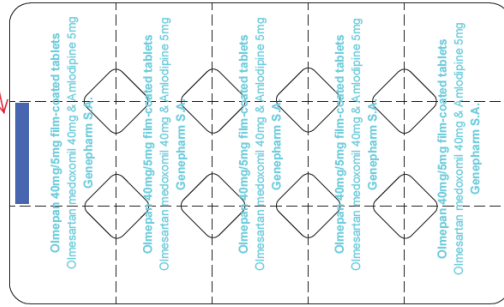 Olmepan 40mg/5mg film-coated tablets
Olmesartan medoxomil 40mg & Amlodipine 5mg
Genepharm S.A.
Olmepan 40mg/5mg film-coated tablets
Olmesartan medoxomil 40mg & Amlodipine 5mg
Genepharm S.A.
Olmepan 40mg/5mg film-coated tablets
Olmesartan medoxomil 40mg & Amlodipine 5mg
Genepharm S.A.
Olmepan 40mg/5mg film-coated tablets
Olmesartan medoxomil 40mg & Amlodipine 5mg
Genepharm S.A.
Olmepan 40mg/5mg film-coated tablets
Olmesartan medoxomil 40mg & Amlodipine 5mg
Genepharm S.A.